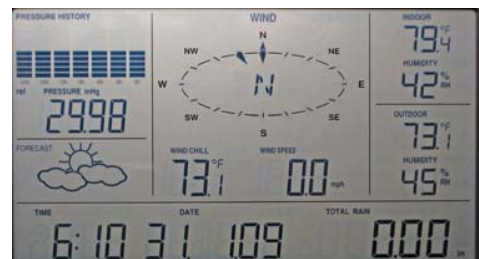 PRESSURE HISTORY
rel PRESSURE inHg
29.98
FORECAST
WIND
N
NW NE
W N E
SW SE
S
WIND CHILL WIND SPEED
73.1 °F 0.0 mph
INDOOR
79.4 °F
HUMIDITY
42 % RH
OUTDOOR
73.1 °F
HUMIDITY
45 % RH
TIME DATE TOTAL RAIN
6:10 31. 1.09 0.00 in